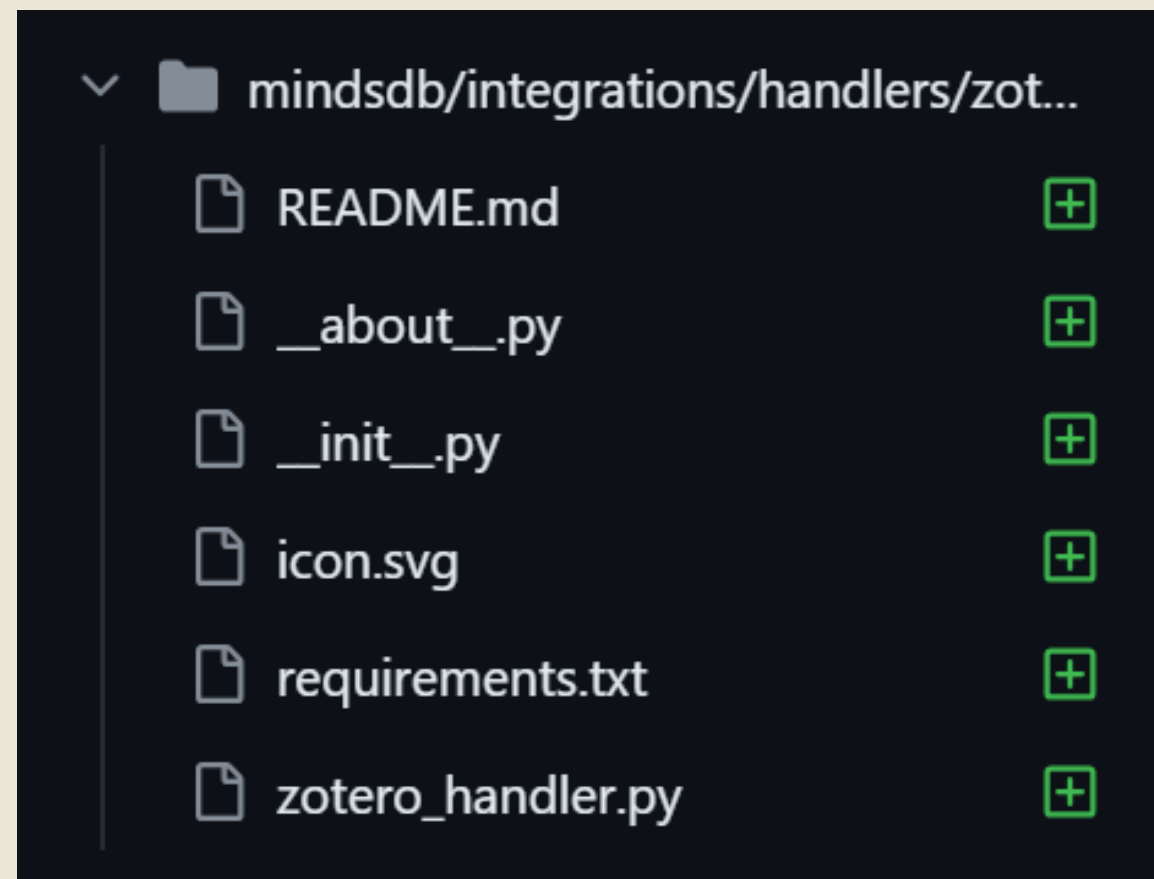 mindsdb/integrations/handlers/zot...
README.md
__about__.py
__init__.py
icon.svg
requirements.txt
zotero_handler.py